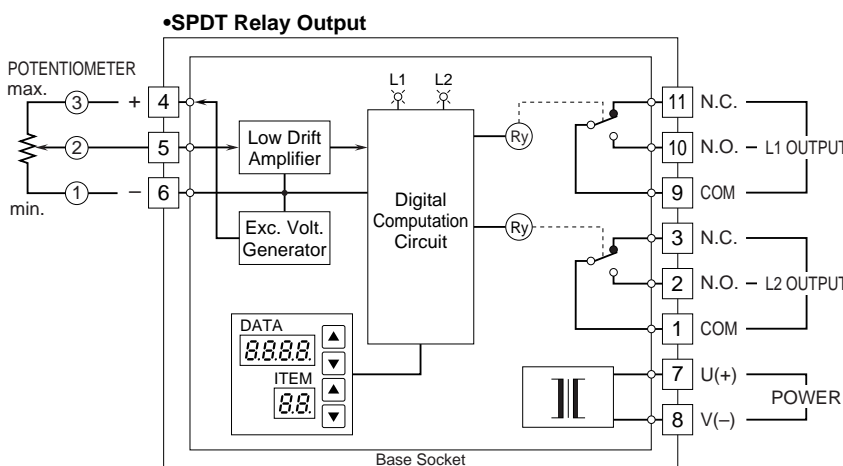 •SPDT Relay Output
POTENTIOMETER
max.
3
+
4
2
5
1
–
6
min.
L1
L2
Low Drift
Amplifier
Exc. Volt.
Generator
Digital
Computation
Circuit
Ry
Ry
DATA
8.8.8.8.
ITEM
8.8.
11 N.C.
10 N.O. – L1 OUTPUT
9 COM
3 N.C.
2 N.O. – L2 OUTPUT
1 COM
7 U(+)
POWER
8 V(–)
Base Socket